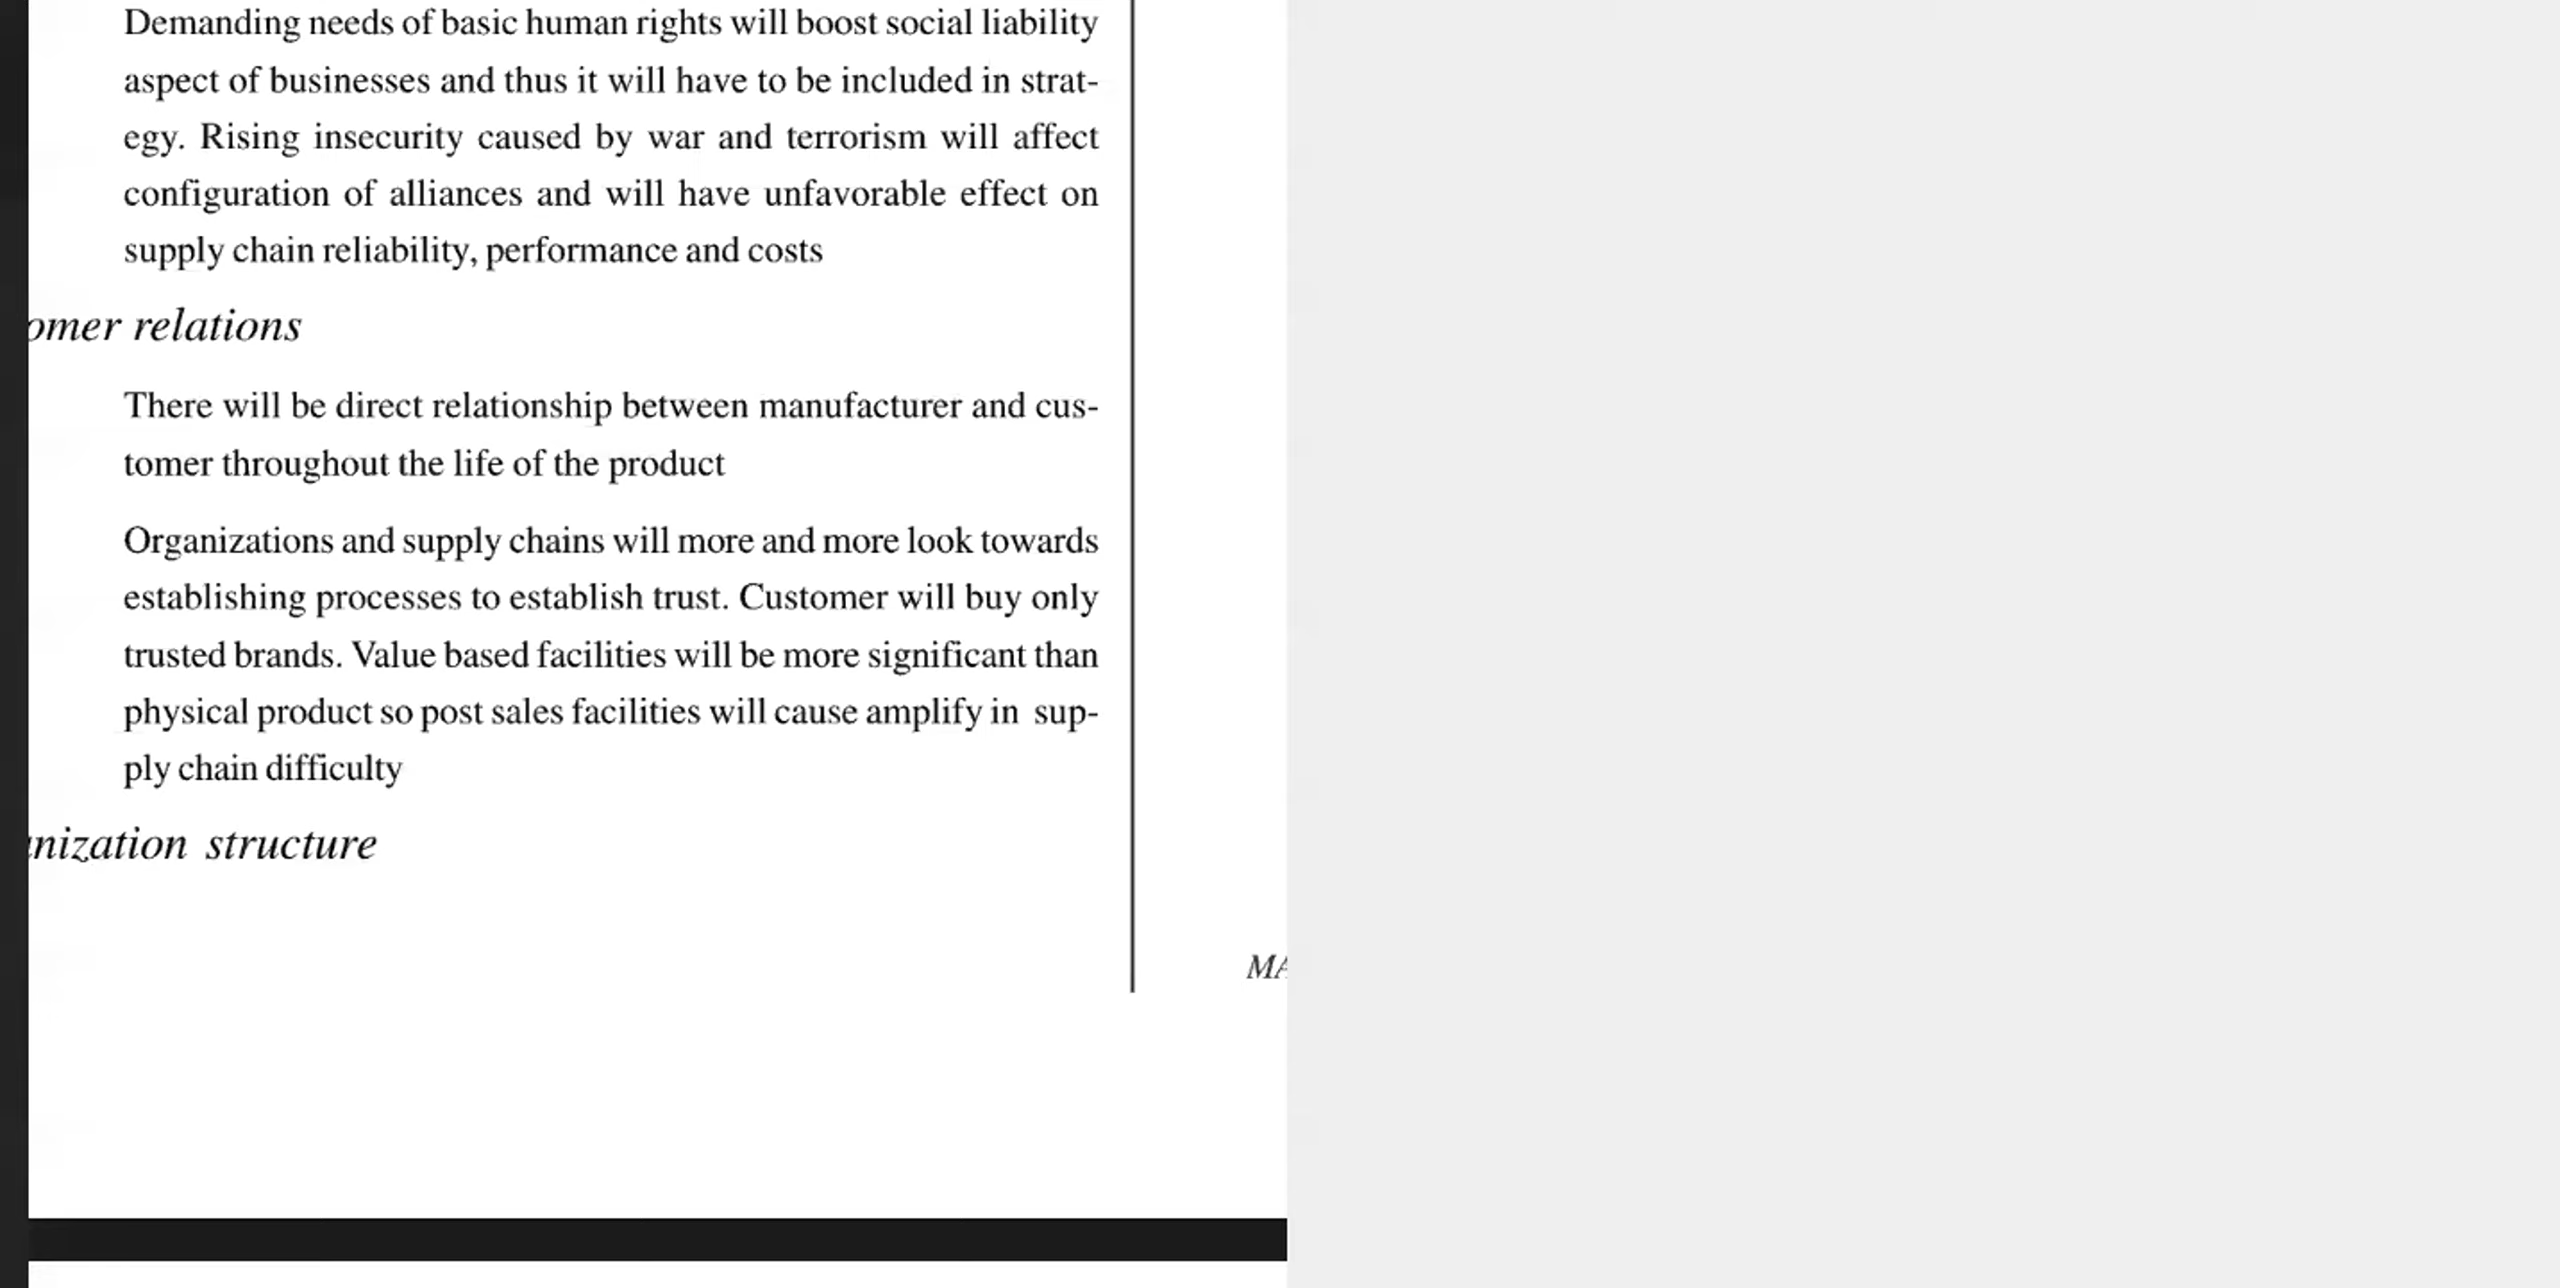 Demanding needs of basic human rights will boost social liability
aspect of businesses and thus it will have to be included in strat-
egy. Rising insecurity caused by war and terrorism will affect
configuration of alliances and will have unfavorable effect on
supply chain reliability, performance and costs
omer relations
There will be direct relationship between manufacturer and cus-
tomer throughout the life of the product
Organizations and supply chains will more and more look towards
establishing processes to establish trust. Customer will buy only
trusted brands. Value based facilities will be more significant than
physical product so post sales facilities will cause amplify in sup-
ply chain difficulty
nization structure
MA